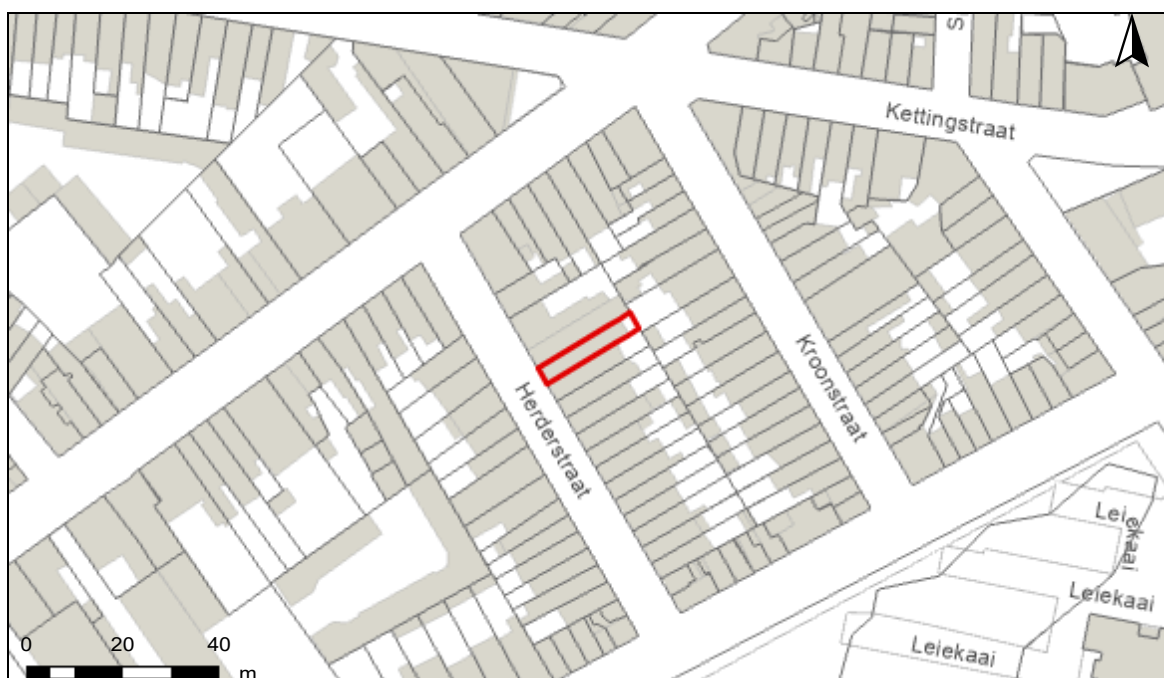 S
Kettingstraat
Kroonstraat
Herderstraat
Leiekaai
Leiekaai
Leiekaai
Leiekaai
0 20 40
m